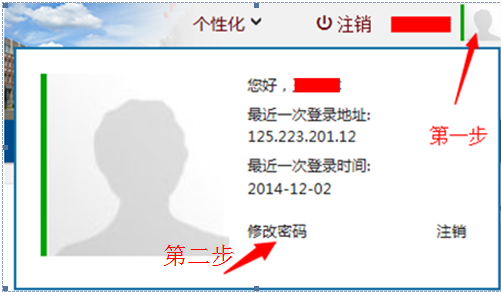 个性化 注销
第一步
您好，
最近一次登录地址:
125.223.201.12
最近一次登录时间:
2014-12-02
修改密码 注销
第二步